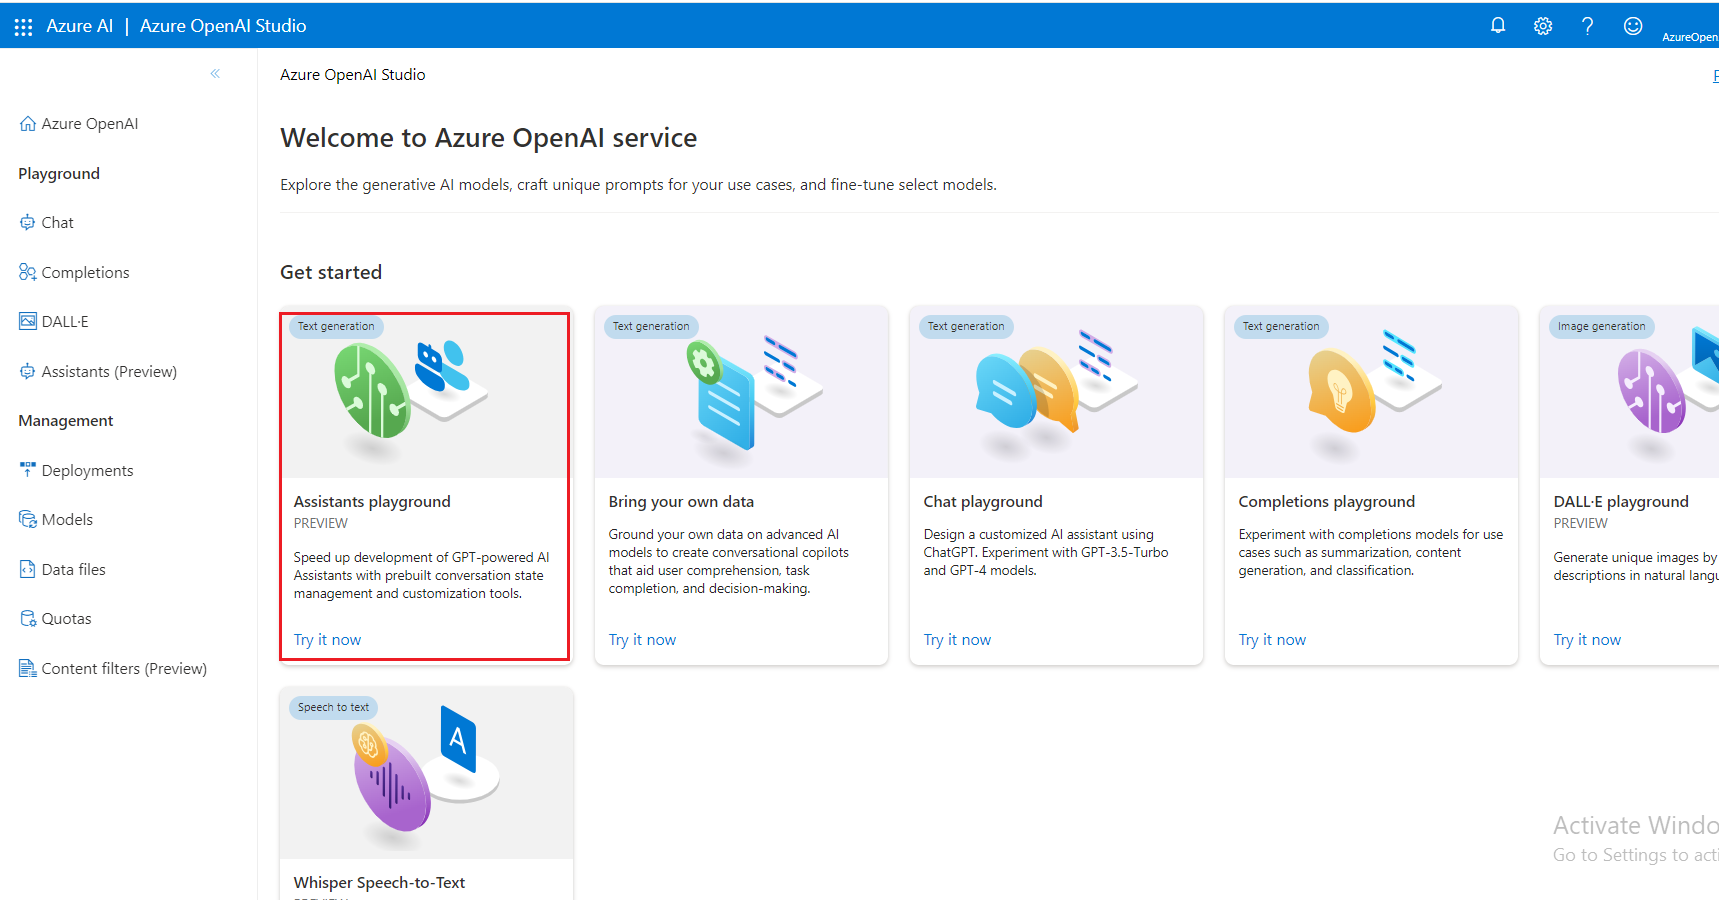 Azure AI | Azure OpenAI Studio
AzureOpen
Azure OpenAI Studio
Azure OpenAI
Playground
Chat
Completions
DALL·E
Assistants (Preview)
Management
Deployments
Models
Data files
Quotas
Content filters (Preview)
Welcome to Azure OpenAI service
Explore the generative AI models, craft unique prompts for your use cases, and fine-tune select models.
Get started
Text generation
Assistants playground
PREVIEW
Speed up development of GPT-powered AI
Assistants with prebuilt conversation state
management and customization tools.
Try it now
Text generation
Bring your own data
Ground your own data on advanced AI
models to create conversational copilots
that aid user comprehension, task
completion, and decision-making.
Try it now
Text generation
Chat playground
Design a customized AI assistant using
ChatGPT. Experiment with GPT-3.5-Turbo
and GPT-4 models.
Try it now
Text generation
Completions playground
Experiment with completions models for use
cases such as summarization, content
generation, and classification.
Try it now
Image generation
DALL·E playground
PREVIEW
Generate unique images by
descriptions in natural langu
Try it now
Speech to text
A
Whisper Speech-to-Text
PREVIEW
Activate Windo
Go to Settings to acti